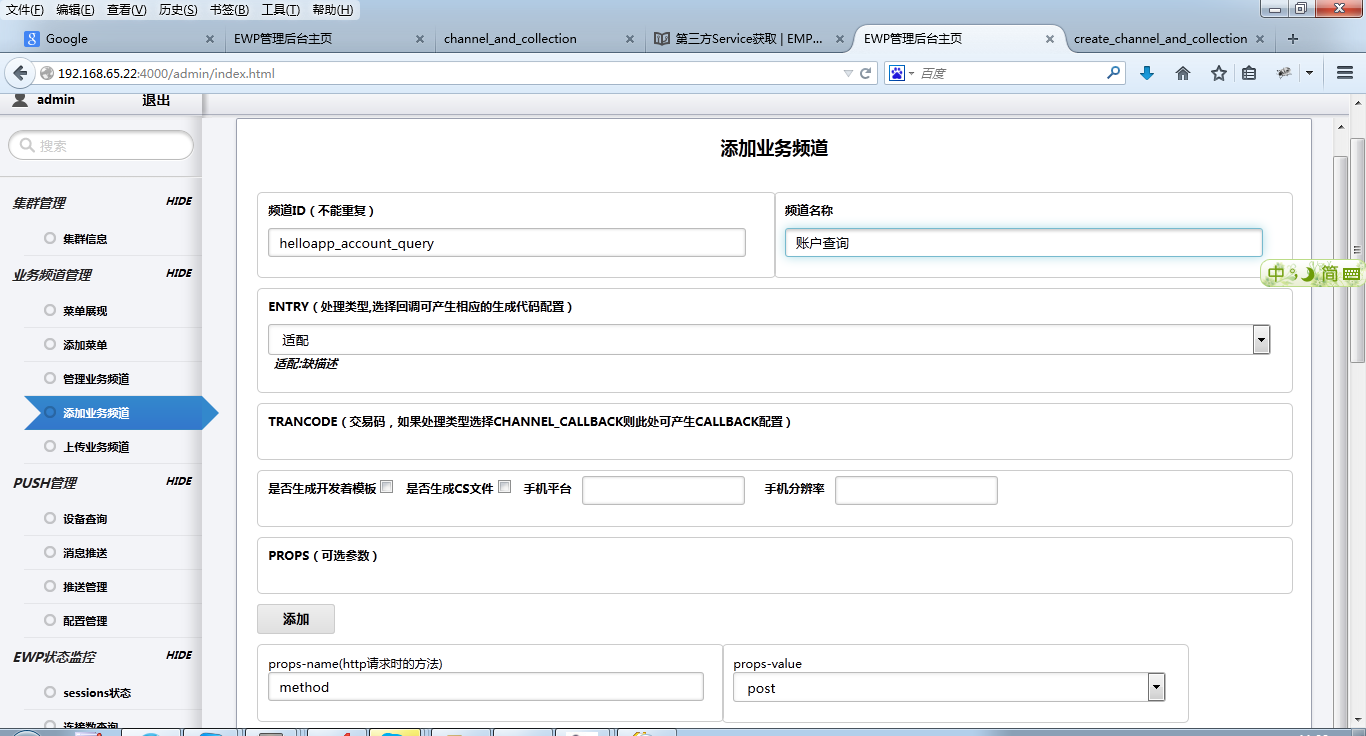 文件(F) 编辑(E) 查看(V) 历史(S) 书签(B) 工具(T) 帮助(H)
Google EWP管理后台主页 channel_and_collection 第三方Service获取 | EMP... EWP管理后台主页 create_channel_and_collection
192.168.65.22:4000/admin/index.html 百度
admin 退出
搜索
集群管理 HIDE
集群信息
业务频道管理 HIDE
菜单展现
添加菜单
管理业务频道
添加业务频道
上传业务频道
PUSH管理 HIDE
设备查询
消息推送
推送管理
配置管理
EWP状态监控 HIDE
sessions状态
连接数查询
添加业务频道
频道ID（不能重复）
helloapp_account_query
频道名称
账户查询
中 简
ENTRY（处理类型,选择回调可产生相应的生成代码配置）
适配
适配:缺描述
TRANCODE（交易码，如果处理类型选择CHANNEL_CALLBACK则此处可产生CALLBACK配置）
是否生成开发着模板 是否生成CS文件 手机平台 手机分辨率
PROPS（可选参数）
添加
props-name(http请求时的方法)
method
props-value
post